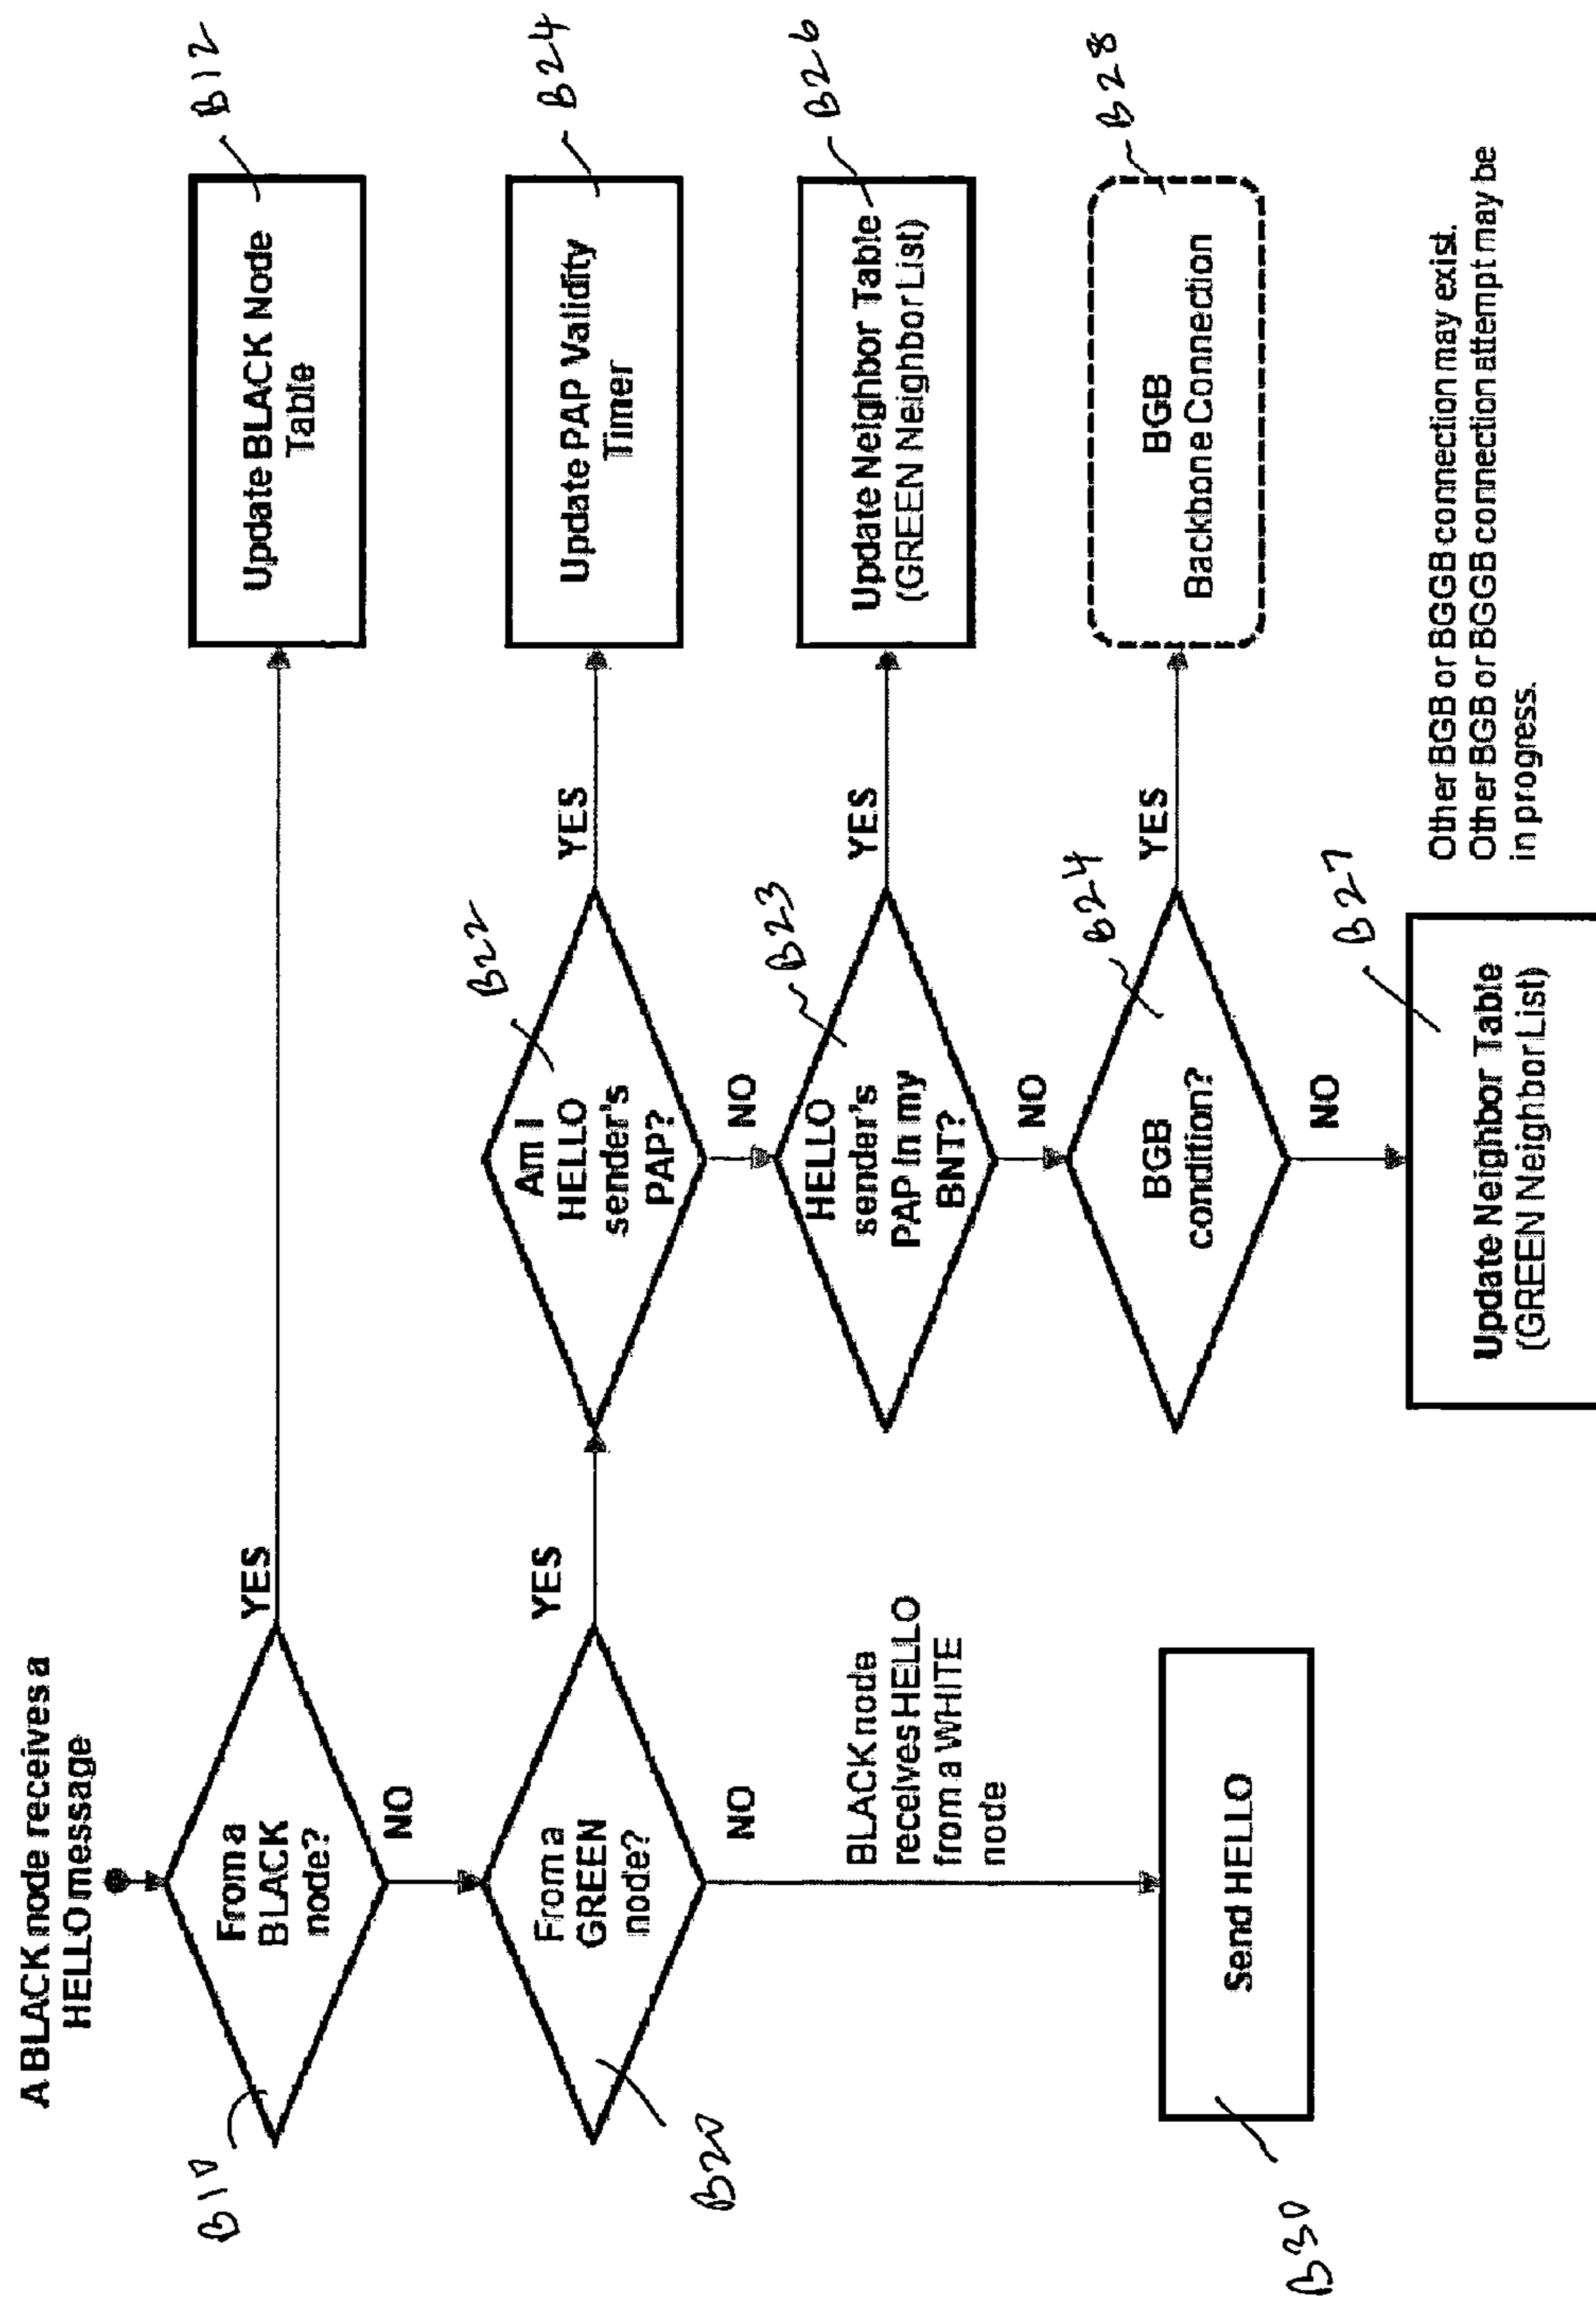 A BLACK node receives a
HELLO message
B10
From a
BLACK
node?
YES
Update BLACK Node
Table
B12
NO
B20
From a
GREEN
node?
YES
B22
Am I
HELLO
sender's
PAP?
YES
Update PAP Validity
Timer
B24
NO
B23
HELLO
sender's
PAP in my
BNT?
YES
Update Neighbor Table
(GREEN Neighbor List)
B26
NO
B24
BGB
condition?
YES
BGB
Backbone Connection
B28
NO
B27
Update Neighbor Table
(GREEN Neighbor List)
Other BGB or BGGB connection may exist.
Other BGB or BGGB connection attempt may be
in progress.
NO
BLACK node
receives HELLO
from a WHITE
node
Send HELLO
B30